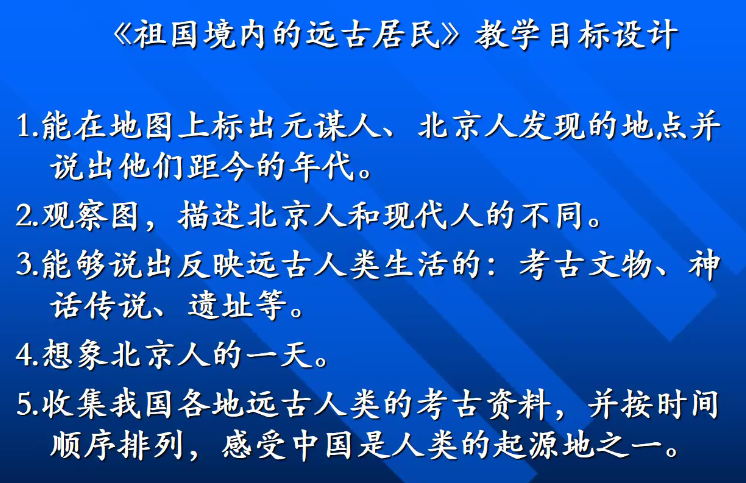 《祖国境内的远古居民》教学目标设计
1.能在地图上标出元谋人、北京人发现的地点并
说出他们距今的年代。
2.观察图，描述北京人和现代人的不同。
3.能够说出反映远古人类生活的：考古文物、神
话传说、遗址等。
4.想象北京人的一天。
5.收集我国各地远古人类的考古资料，并按时间
顺序排列，感受中国是人类的起源地之一。